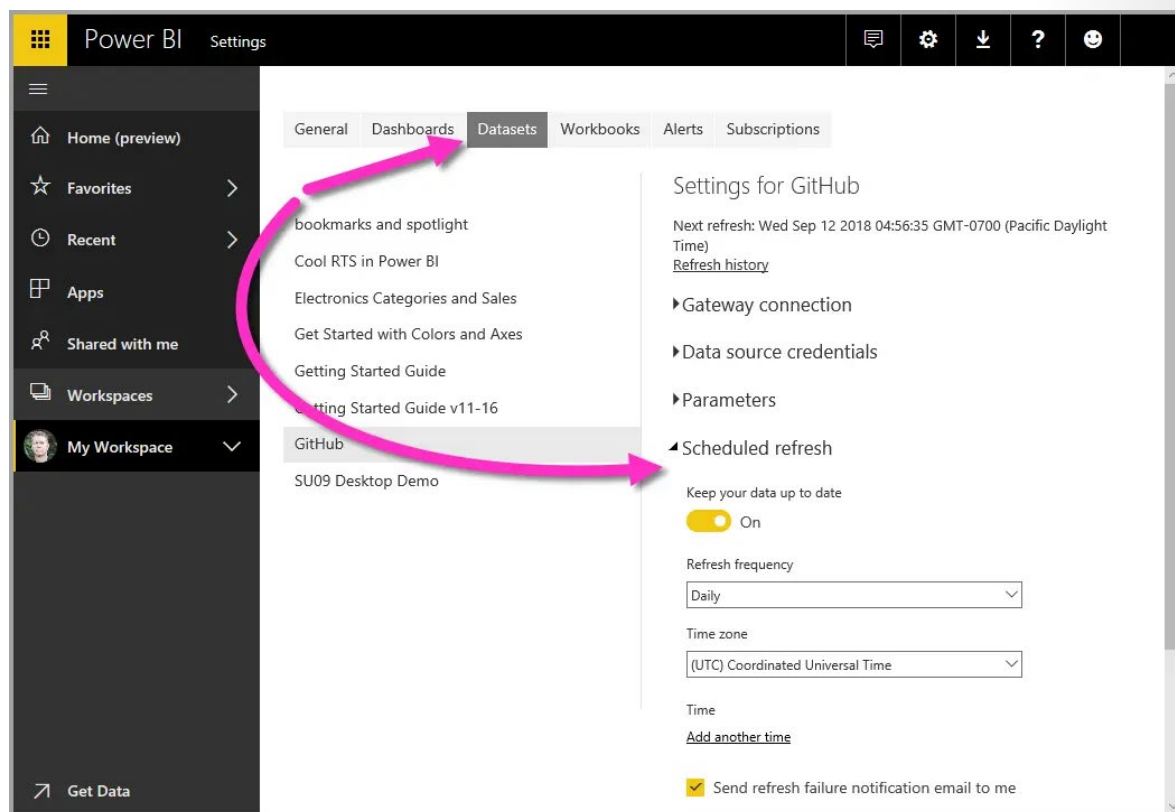 Power BI Settings
?
Home (preview)
Favorites
Recent
Apps
Shared with me
Workspaces
My Workspace
Get Data
General Dashboards Datasets Workbooks Alerts Subscriptions
bookmarks and spotlight
Cool RTS in Power BI
Electronics Categories and Sales
Get Started with Colors and Axes
Getting Started Guide
Getting Started Guide v11-16
GitHub
SU09 Desktop Demo
Settings for GitHub
Next refresh: Wed Sep 12 2018 04:56:35 GMT-0700 (Pacific Daylight
Time)
Refresh history
Gateway connection
Data source credentials
Parameters
Scheduled refresh
Keep your data up to date
On
Refresh frequency
Daily
Time zone
(UTC) Coordinated Universal Time
Time
Add another time
Send refresh failure notification email to me